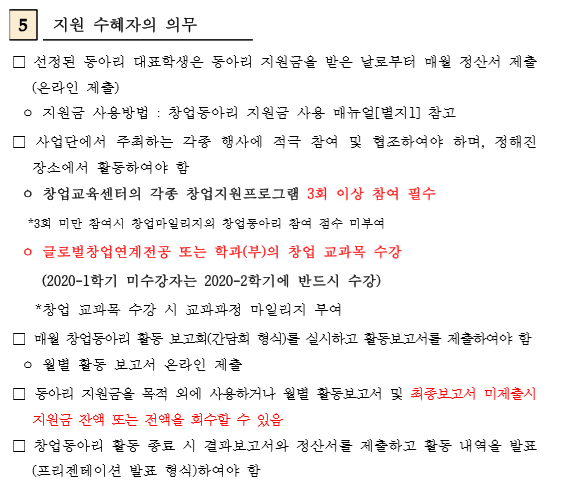 5 지원 수혜자의 의무
□ 선정된 동아리 대표학생은 동아리 지원금을 받은 날로부터 매월 정산서 제출
(온라인 제출)
ㅇ 지원금 사용방법 : 창업동아리 지원금 사용 매뉴얼[별지1] 참고
□ 사업단에서 주최하는 각종 행사에 적극 참여 및 협조하여야 하며, 정해진
장소에서 활동하여야 함
ㅇ 창업교육센터의 각종 창업지원프로그램 3회 이상 참여 필수
*3회 미만 참여시 창업마일리지의 창업동아리 참여 점수 미부여
ㅇ 글로벌창업연계전공 또는 학과(부)의 창업 교과목 수강
(2020-1학기 미수강자는 2020-2학기에 반드시 수강)
*창업 교과목 수강 시 교과과정 마일리지 부여
□ 매월 창업동아리 활동 보고회(간담회 형식)를 실시하고 활동보고서를 제출하여야 함
ㅇ 월별 활동 보고서 온라인 제출
□ 동아리 지원금을 목적 외에 사용하거나 월별 활동보고서 및 최종보고서 미제출시
지원금 잔액 또는 전액을 회수할 수 있음
□ 창업동아리 활동 종료 시 결과보고서와 정산서를 제출하고 활동 내역을 발표
(프리젠테이션 발표 형식)하여야 함